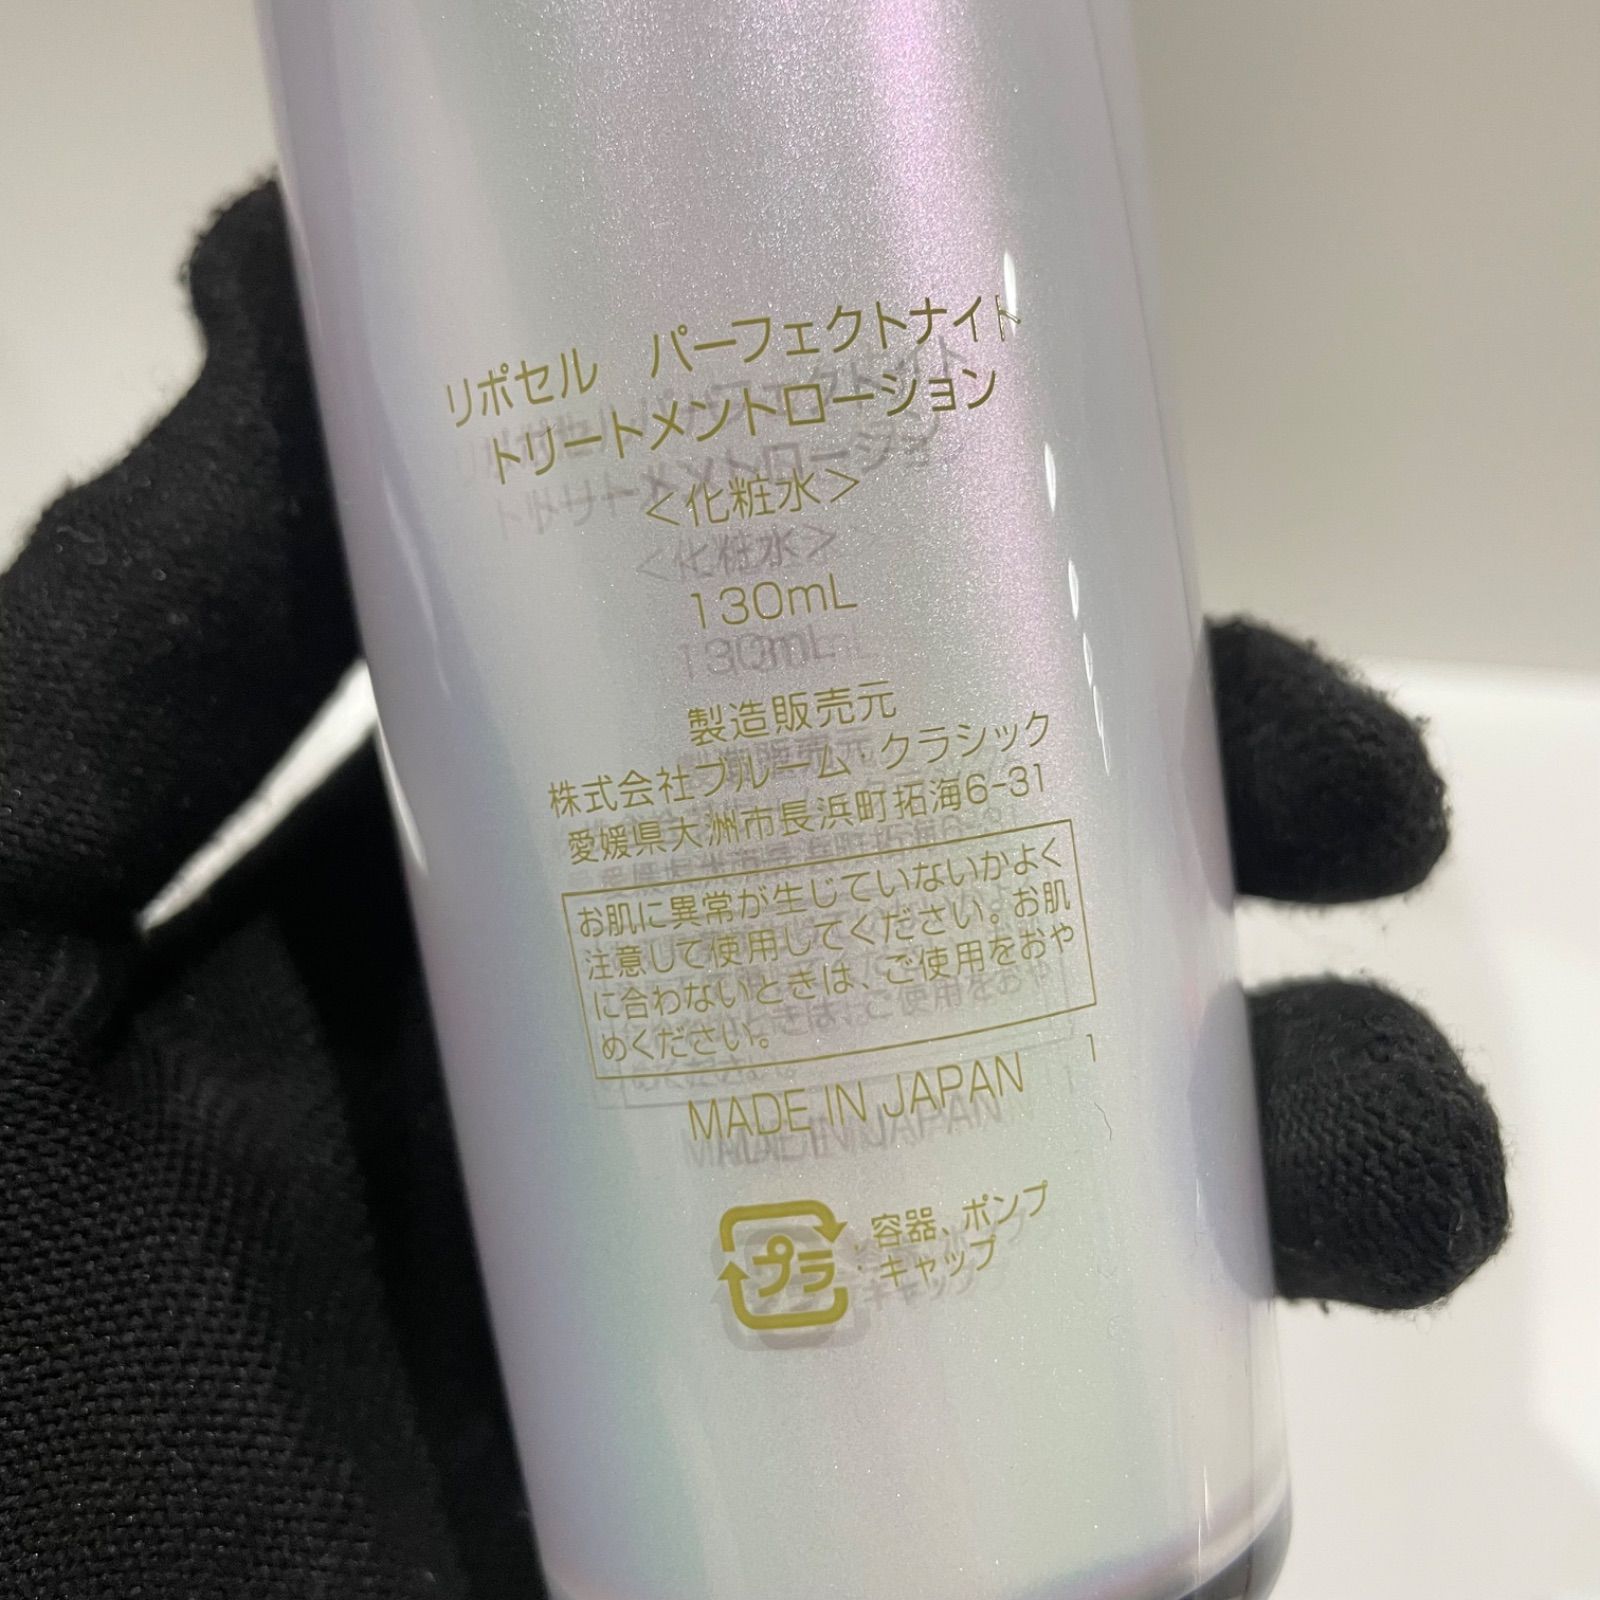 リポセル　パーフェクトナイト
トリートメントローション
＜化粧水＞
130mL
製造販売元
株式会社ブルーム・クラシック
愛媛県大洲市長浜町拓海6-31
お肌に異常が生じていないかよく
注意して使用してください。お肌
に合わないときは、ご使用をおや
めください。
1
MADE IN JAPAN
プラ
：容器、ポンプ
：キャップ